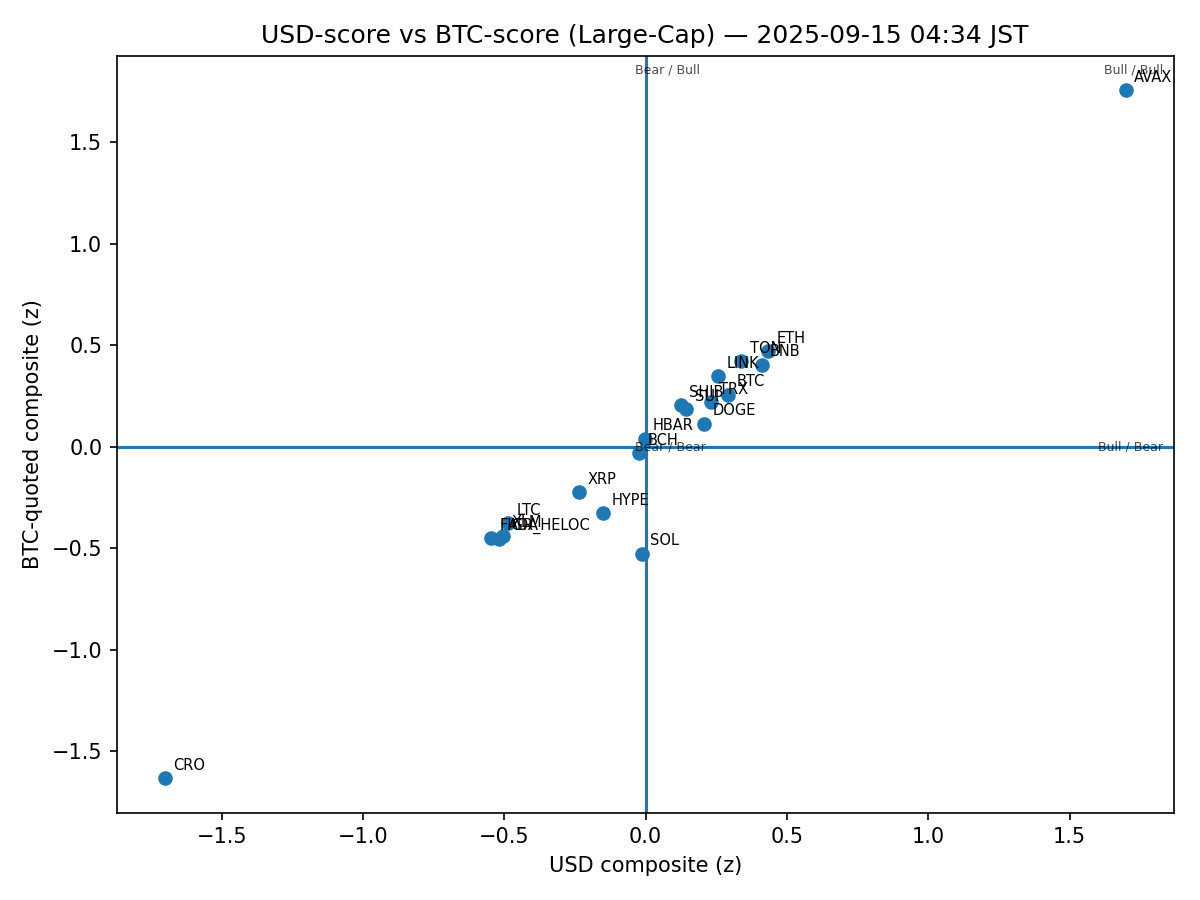 USD-score vs BTC-score (Large-Cap) — 2025-09-15 04:34 JST
Bear / Bull
Bull / Bull
AVAX
ETH
TON
BNB
LINK
BTC
TRX
SHIB
DOGE
HBAR
BCH
Bear / Bear
Bull / Bear
XRP
HYPE
LTC
XLM
SOL
CRO
1.5
1.0
0.5
0.0
−0.5
−1.0
−1.5
BTC-quoted composite (z)
−1.5
−1.0
−0.5
0.0
0.5
1.0
1.5
USD composite (z)